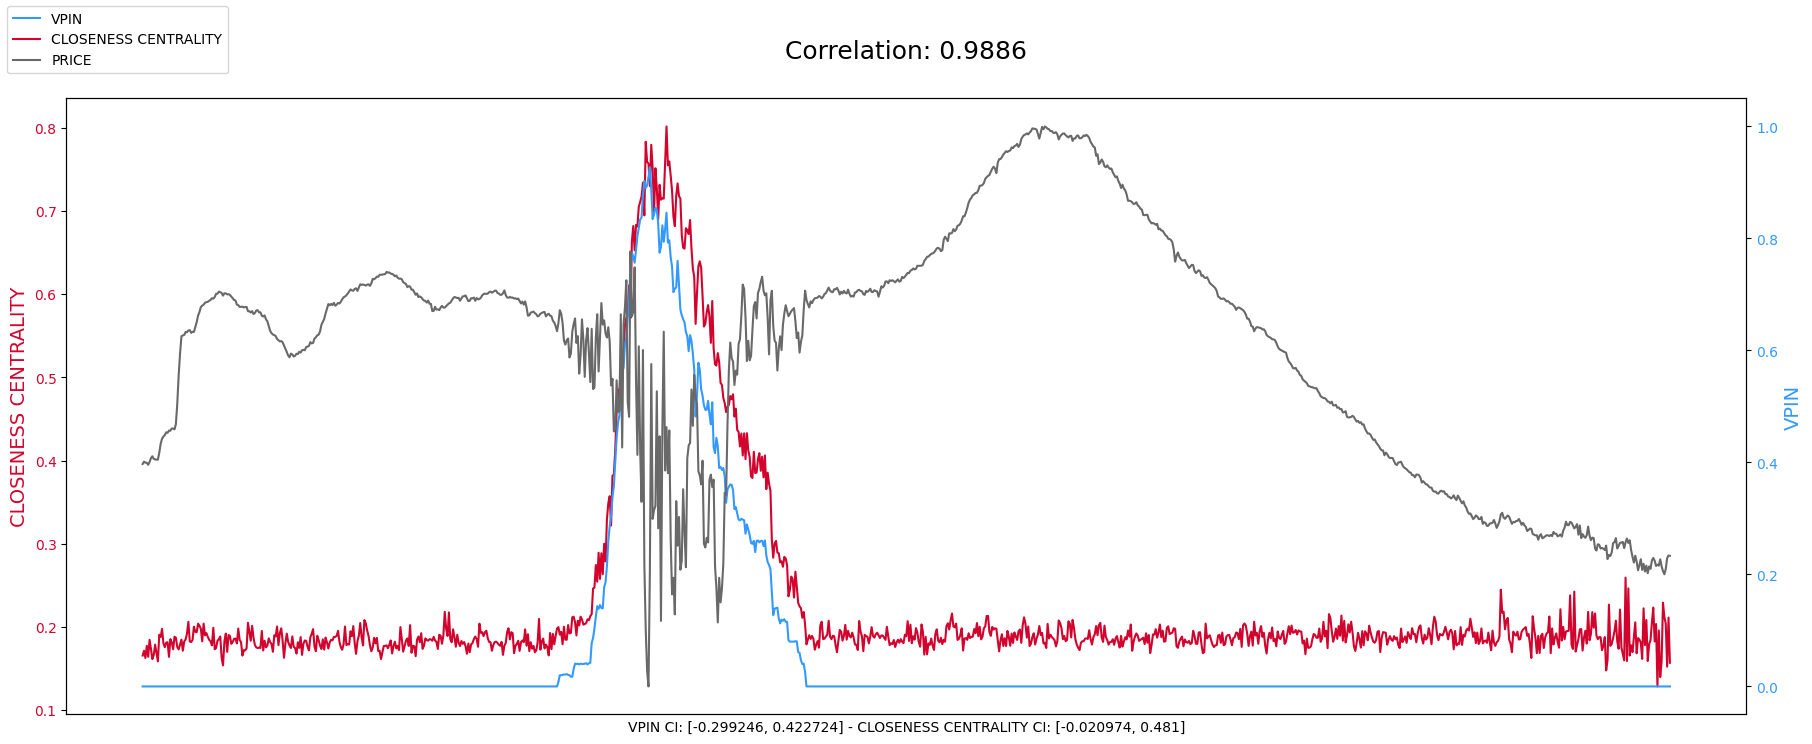 VPIN
CLOSENESS CENTRALITY
PRICE
Correlation: 0.9886
CLOSENESS CENTRALITY
0.8
0.7
0.6
0.5
0.4
0.3
0.2
0.1
1.0
0.8
0.6
0.4
0.2
0.0
VPIN
VPIN CI: [-0.299246, 0.422724] - CLOSENESS CENTRALITY CI: [-0.020974, 0.481]